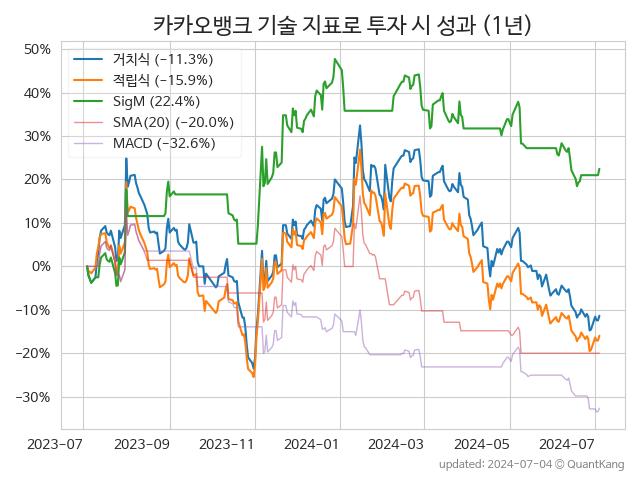 카카오뱅크 기술 지표로 투자 시 성과 (1년)
50%
40%
30%
20%
10%
0%
−10%
−20%
−30%
거치식 (−11.3%)
적립식 (−15.9%)
SigM (22.4%)
SMA(20) (−20.0%)
MACD (−32.6%)
2023-07
2023-09
2023-11
2024-01
2024-03
2024-05
2024-07
updated: 2024-07-04 ⓒ QuantKang